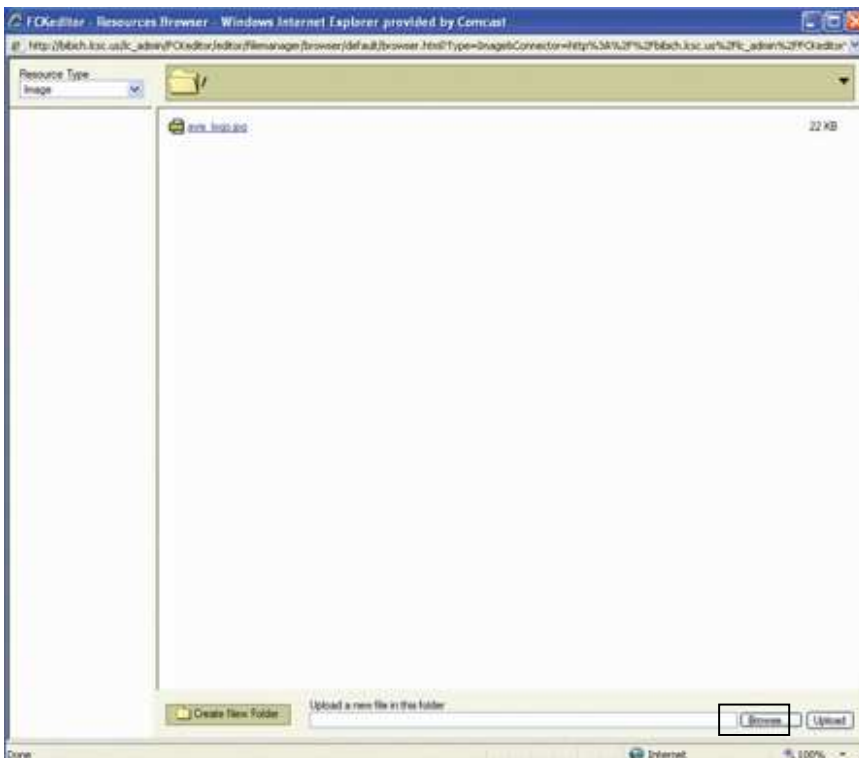 FCKeditor - Resources Browser - Windows Internet Explorer provided by Comcast
Resource Type
Image
/
22 KB
Create New Folder
Upload a new file in this folder
Browse...
Upload
Done
Internet
100%